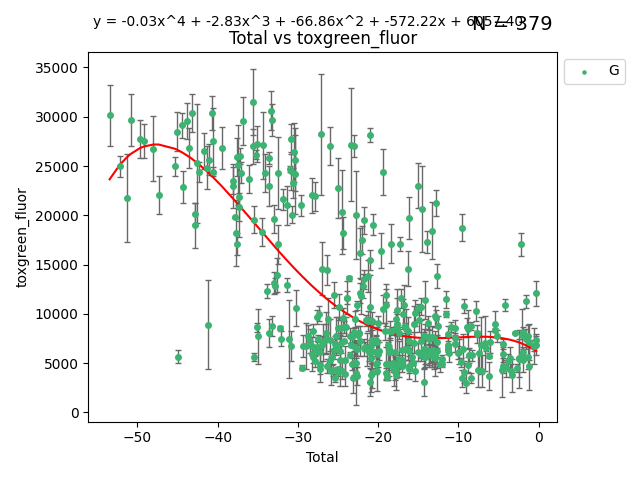 y = -0.03x^4 + -2.83x^3 + -66.86x^2 + -572.22x + 6057.40
N = 379
Total vs toxgreen_fluor
G
35000
30000
25000
20000
15000
10000
5000
0
toxgreen_fluor
−50 −40 −30 −20 −10 0
Total